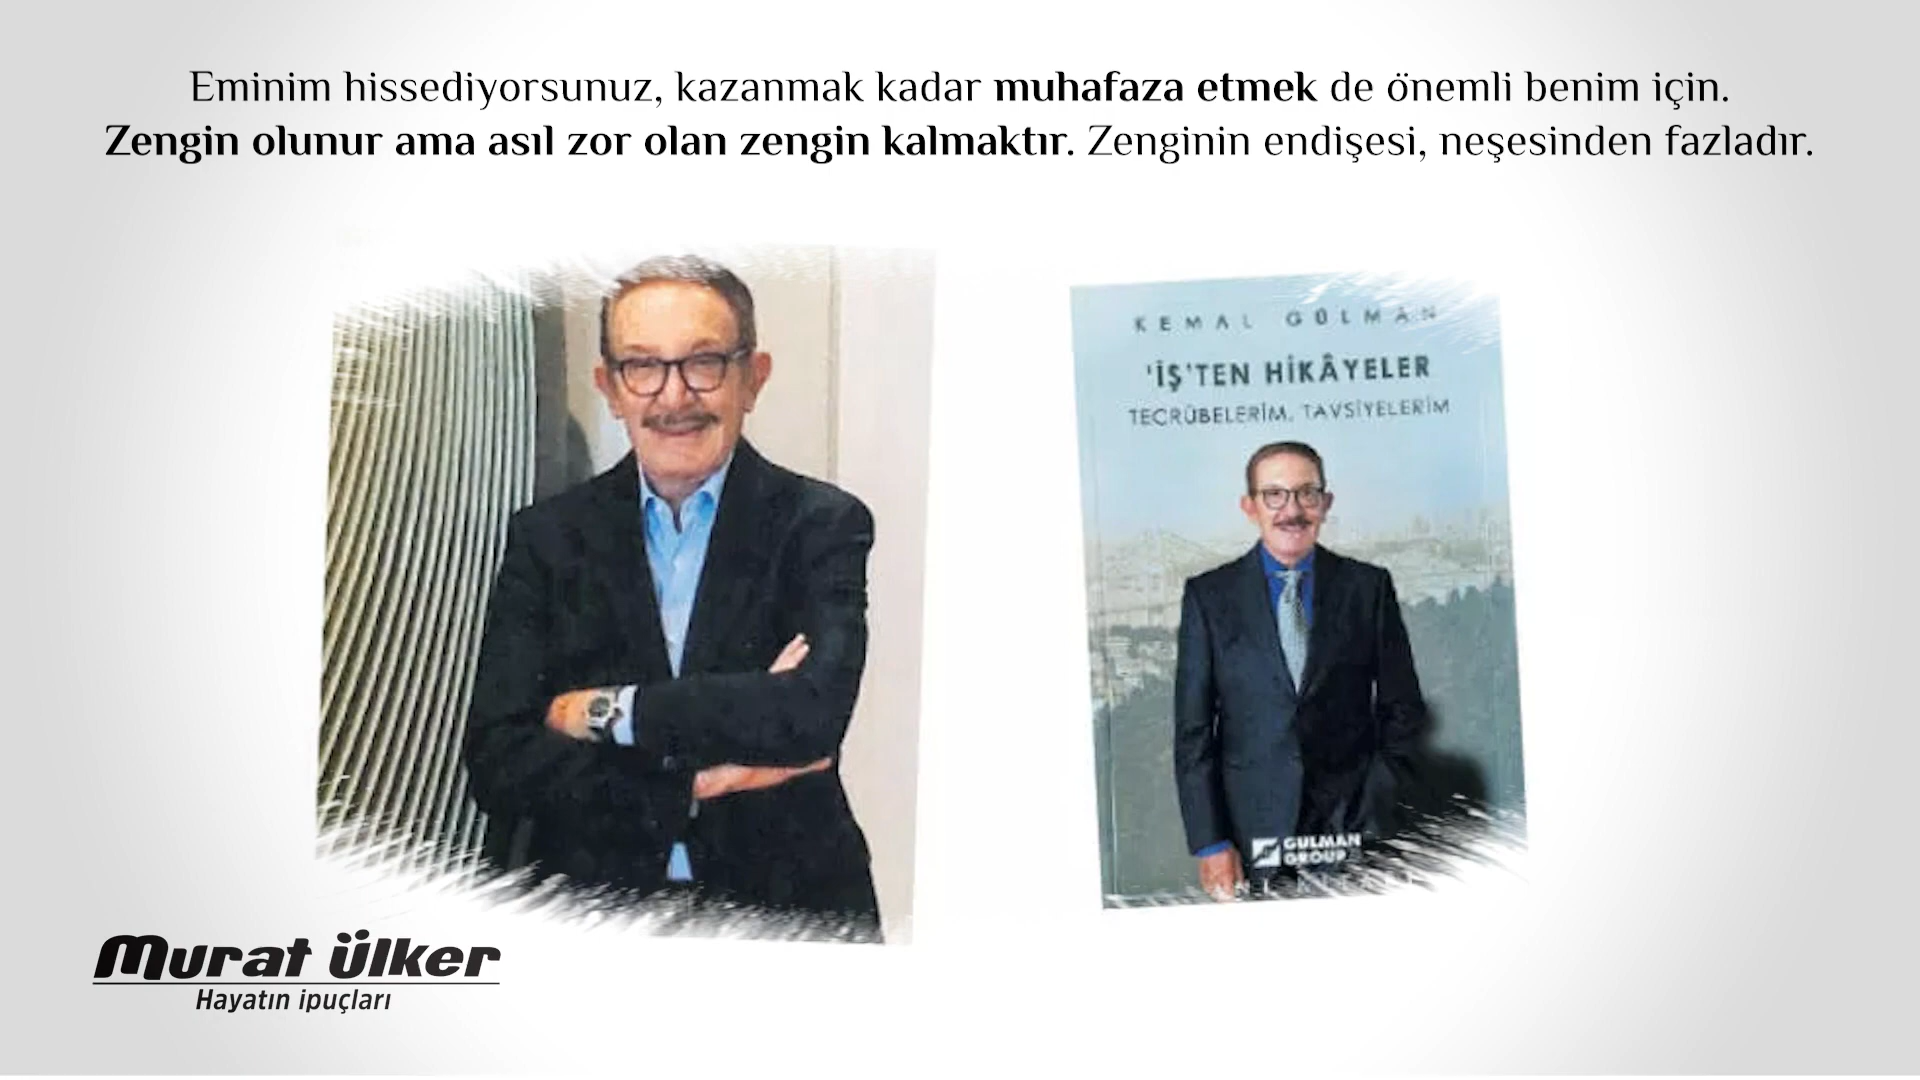 Eminim hissediyorsunuz, kazanmak kadar muhafaza etmek de önemli benim için.
Zengin olunur ama asıl zor olan zengin kalmaktır. Zenginin endişesi, neşesinden fazladır.
KEMAL GÜLMAN
'İŞ'TEN HİKÂYELER
TECRÜBELERİM, TAVSİYELERİM
GULMAN
GROUP
Murat Ülker
Hayatın ipuçları